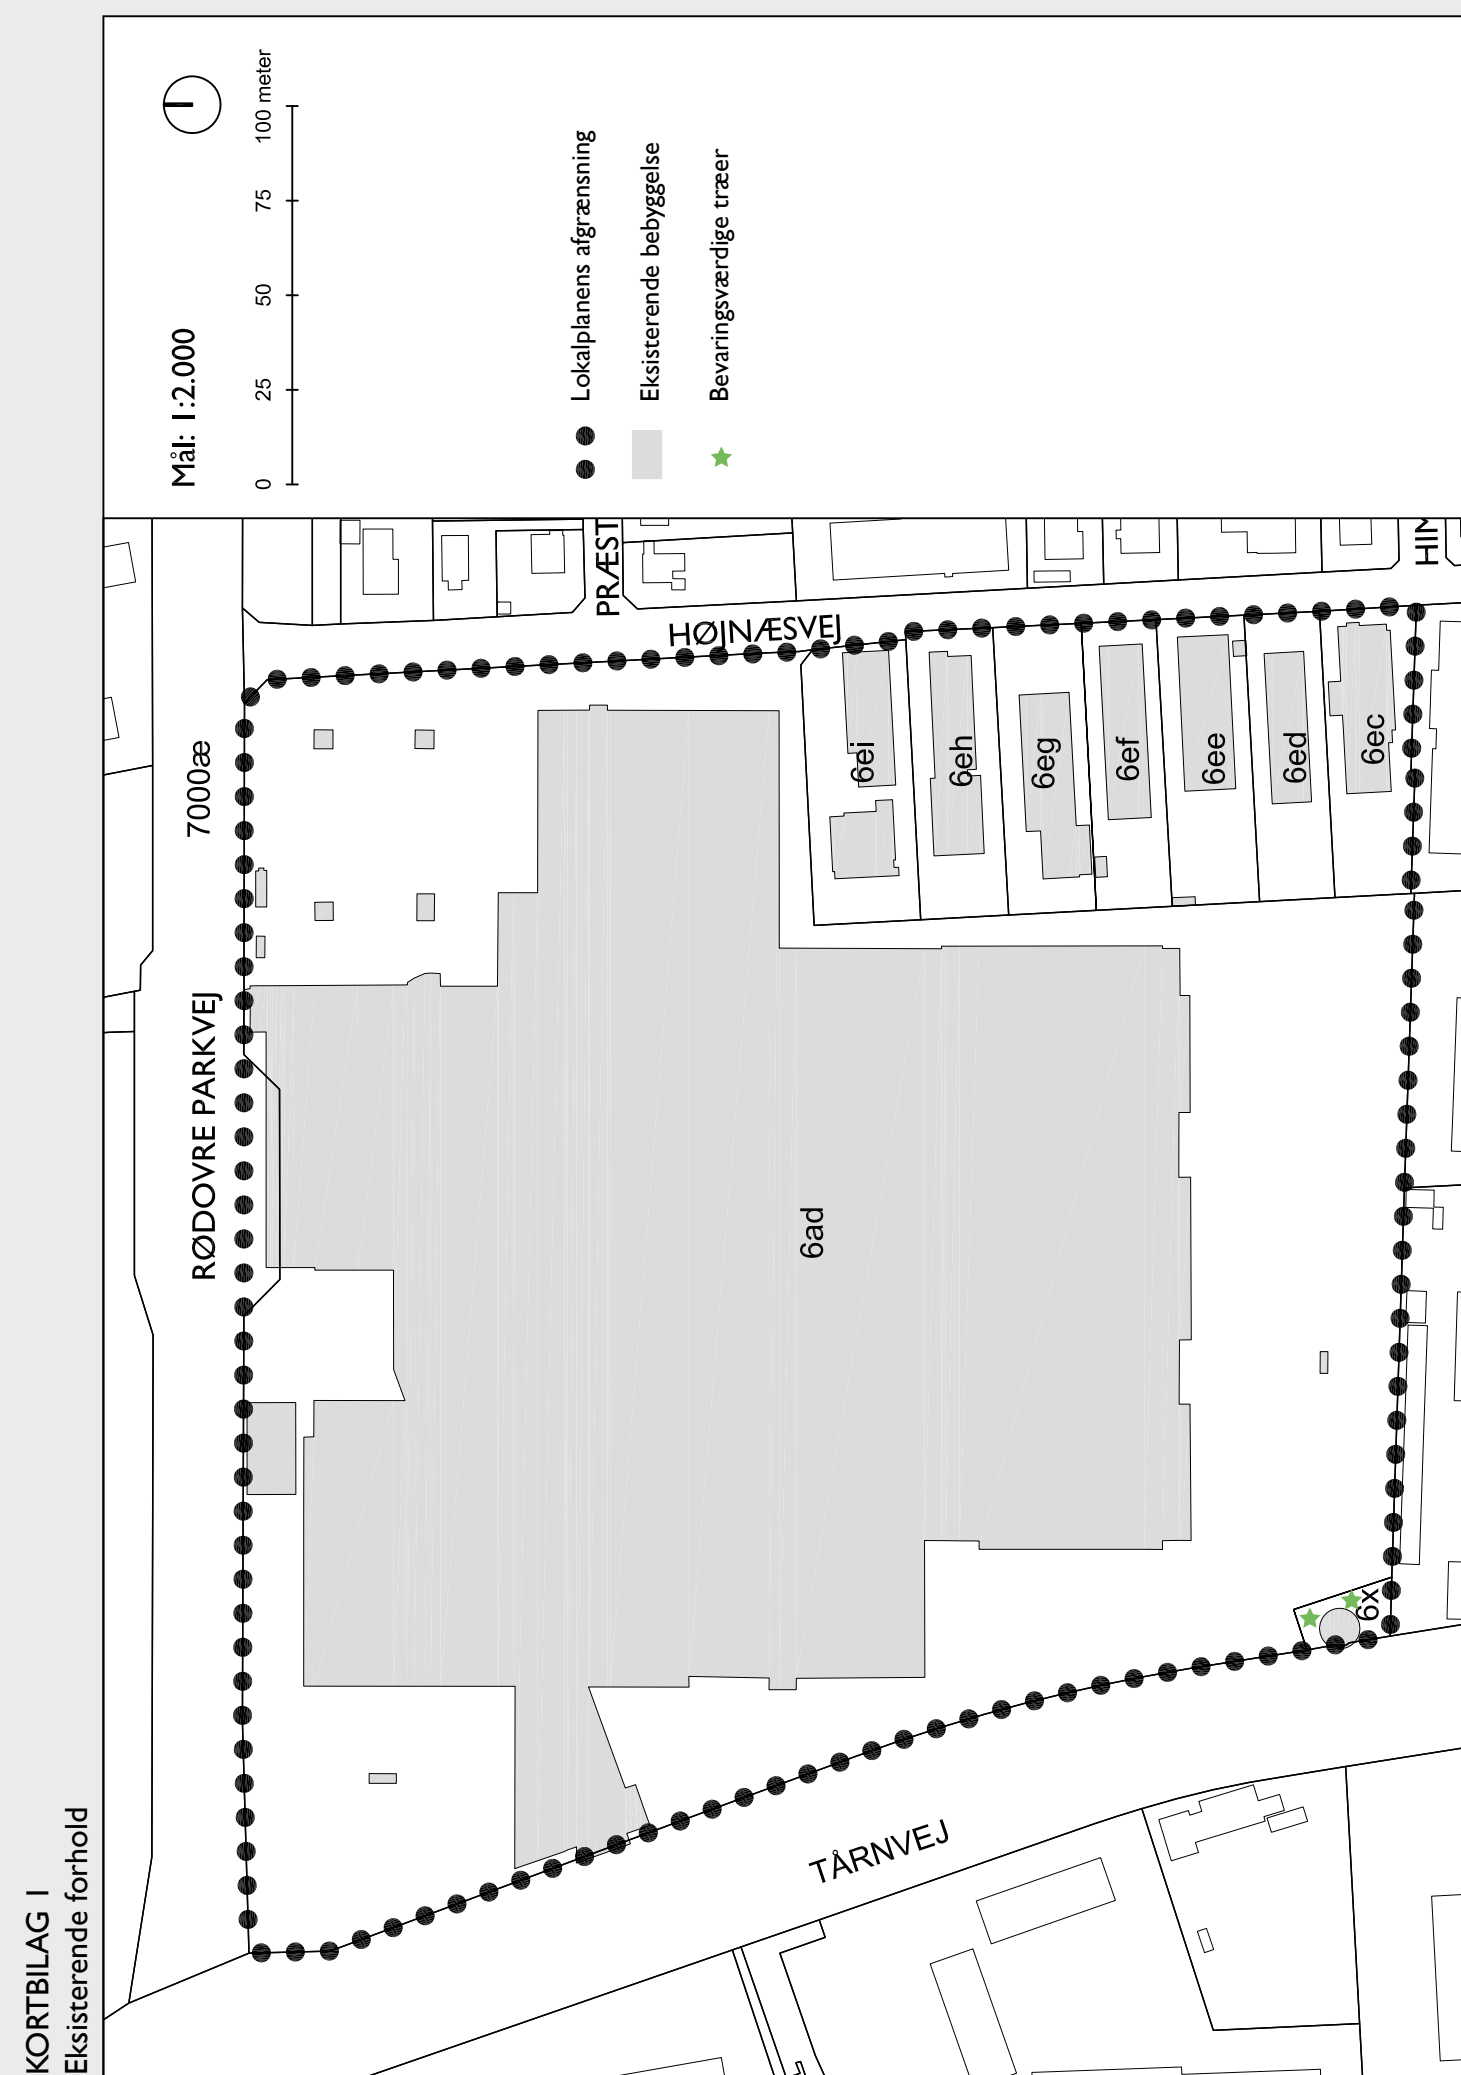 KORTBILAG 1
Eksisterende forhold
RØDOVRE PARKVEJ
7000æ
HØJNÆSVEJ
PRÆST
HIM
TÅRNVEJ
6ad
6ei
6eh
6eg
6ef
6ee
6ed
6ec
6x
Mål: 1:2.000
0 25 50 75 100 meter
Lokalplanens afgrænsning
Eksisterende bebyggelse
Bevaringsværdige træer